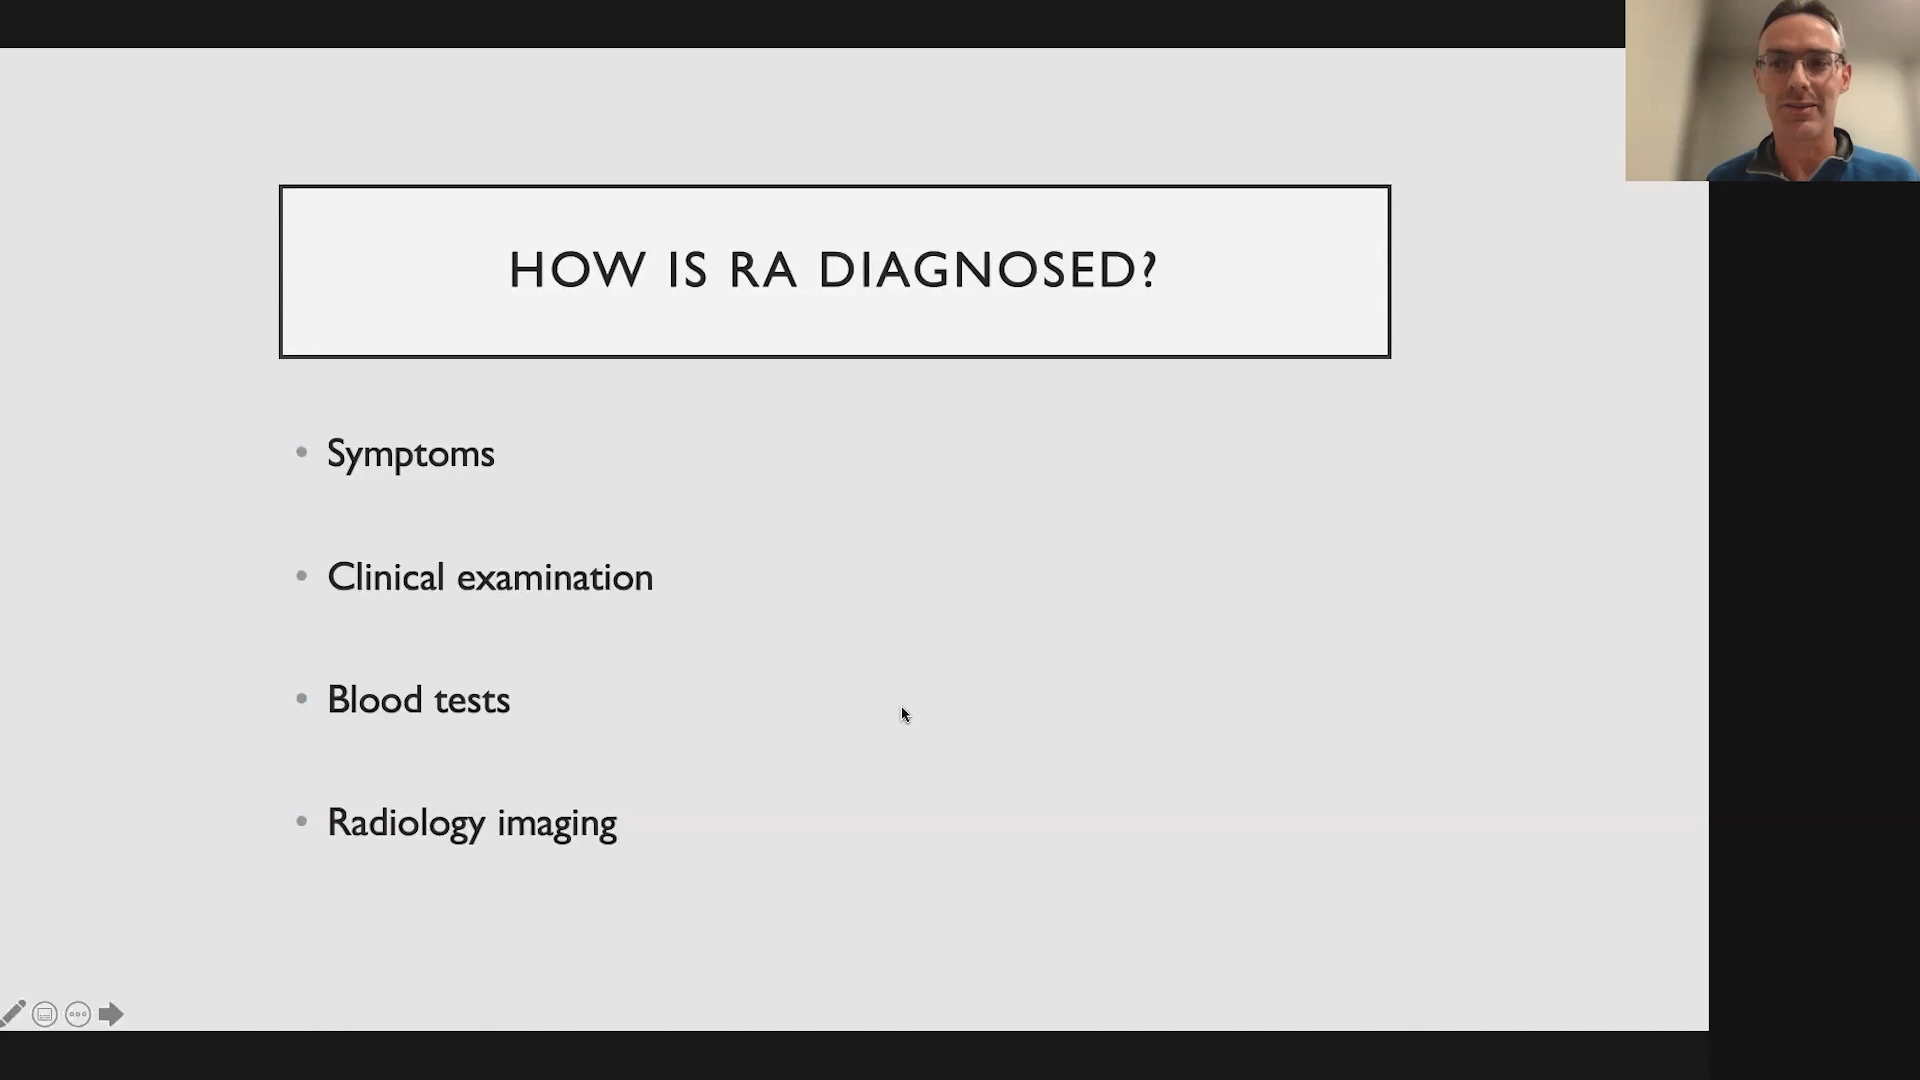 HOW IS RA DIAGNOSED?
Symptoms
Clinical examination
Blood tests
Radiology imaging